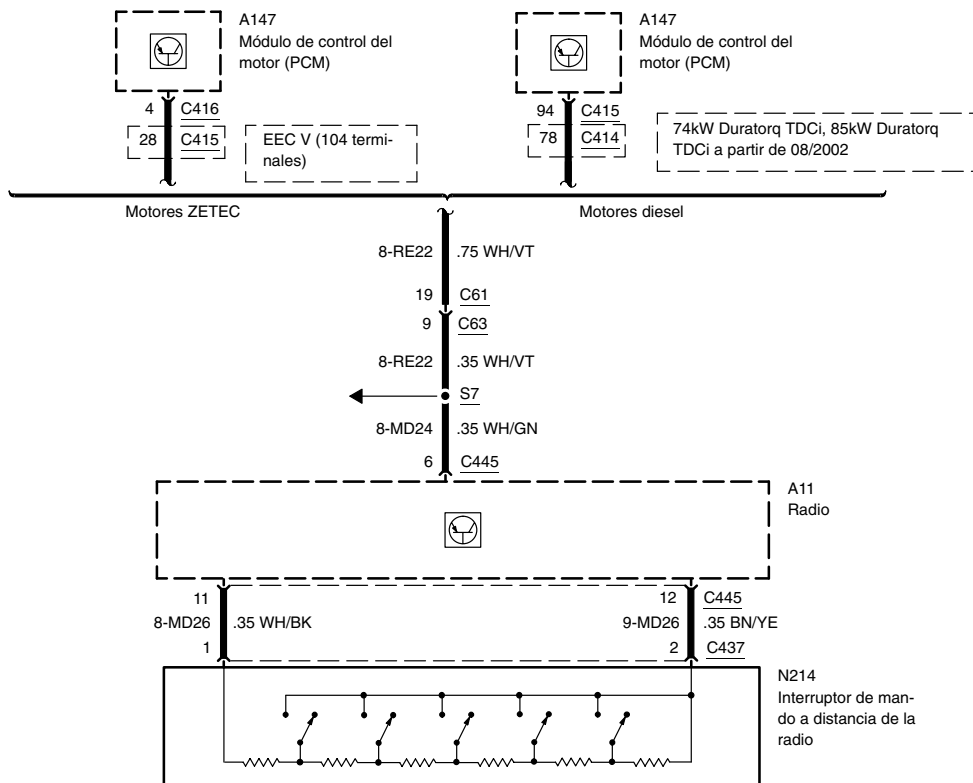 A147
Módulo de control del
motor (PCM)
A147
Módulo de control del
motor (PCM)
4 C416
28 C415
EEC V (104 termi-
nales)
94 C415
78 C414
74kW Duratorq TDCi, 85kW Duratorq
TDCi a partir de 08/2002
Motores ZETEC
Motores diesel
8-RE22 .75 WH/VT
19 C61
9 C63
8-RE22 .35 WH/VT
S7
8-MD24 .35 WH/GN
6 C445
A11
Radio
11
12 C445
8-MD26 .35 WH/BK
9-MD26 .35 BN/YE
1
2 C437
N214
Interruptor de man-
do a distancia de la
radio